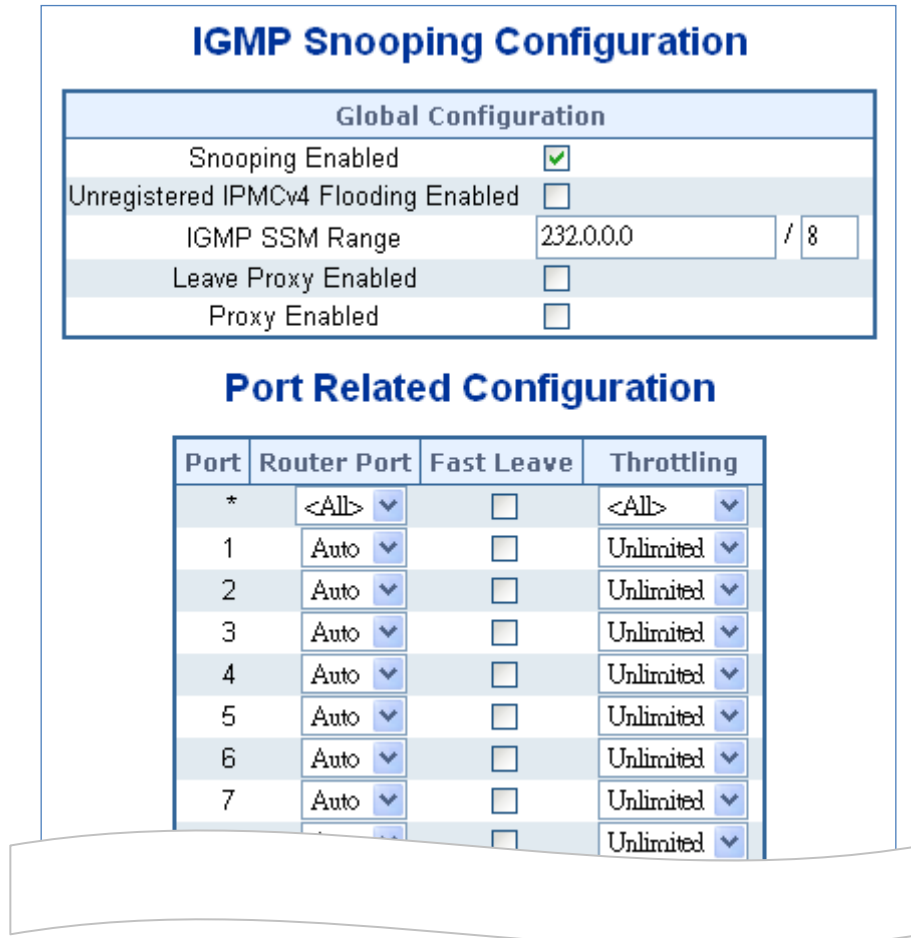 IGMP Snooping Configuration
Global Configuration
Snooping Enabled
Unregistered IPMCv4 Flooding Enabled
IGMP SSM Range 232.0.0.0 / 8
Leave Proxy Enabled
Proxy Enabled
Port Related Configuration
Port Router Port Fast Leave Throttling
* <All> <All>
1 Auto Unlimited
2 Auto Unlimited
3 Auto Unlimited
4 Auto Unlimited
5 Auto Unlimited
6 Auto Unlimited
7 Auto Unlimited
Unlimited